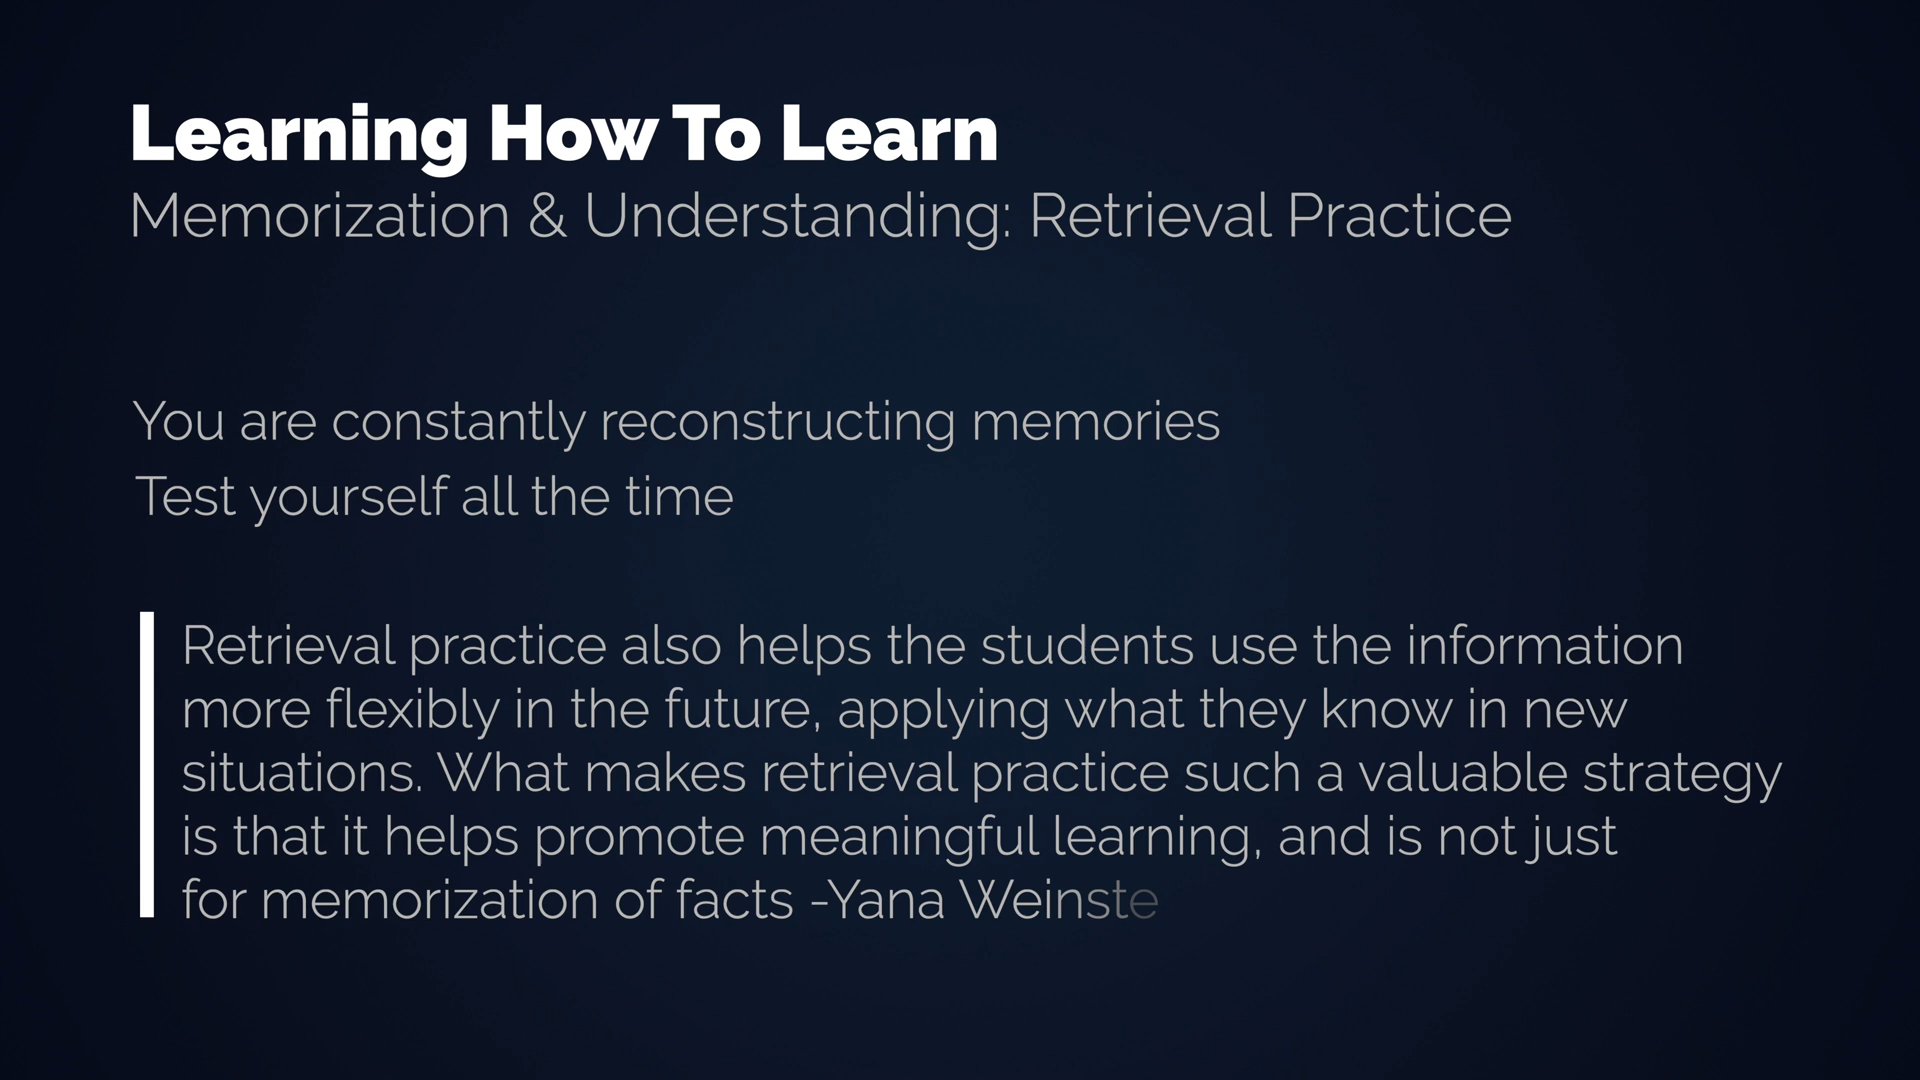 Learning How To Learn
Memorization & Understanding: Retrieval Practice
You are constantly reconstructing memories
Test yourself all the time
Retrieval practice also helps the students use the information
more flexibly in the future, applying what they know in new
situations. What makes retrieval practice such a valuable strategy
is that it helps promote meaningful learning, and is not just
for memorization of facts -Yana Weinste